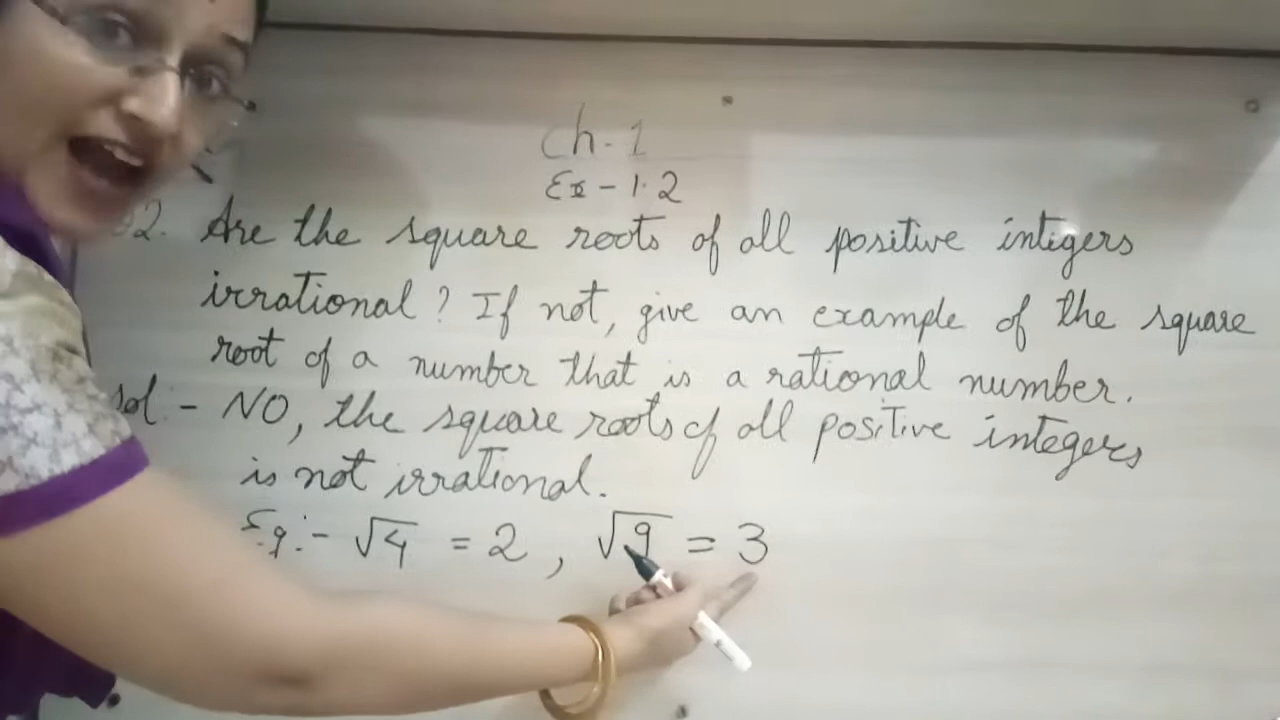 Ch. 1
Ex - 1.2
2. Are the square roots of all positive intigers
irrational? If not, give an example of the square
root of a number that is a rational number.
sol - NO, the square roots of all positive integers
is not irrational.
Eg:- √4 = 2, √9 = 3